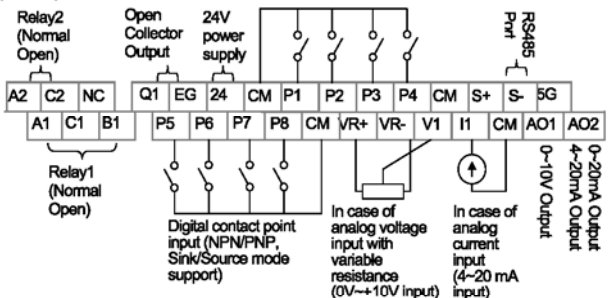 Relay2
(Normal
Open)
Open
Collector
Output
24V
power
supply
RS485
Port
A2 C2 NC Q1 EG 24 CM P1 P2 P3 P4 CM S+ S- 5G
A1 C1 B1 P5 P6 P7 P8 CM VR+ VR- V1 I1 CM AO1 AO2
Relay1
(Normal
Open)
Digital contact point
input (NPN/PNP,
Sink/Source mode
support)
In case of
analog voltage
input with
variable
resistance
(0V~+10V input)
In case of
analog
current
input
(4~20 mA
input)
0~10V Output
0~20mA Output
4~20mA Output